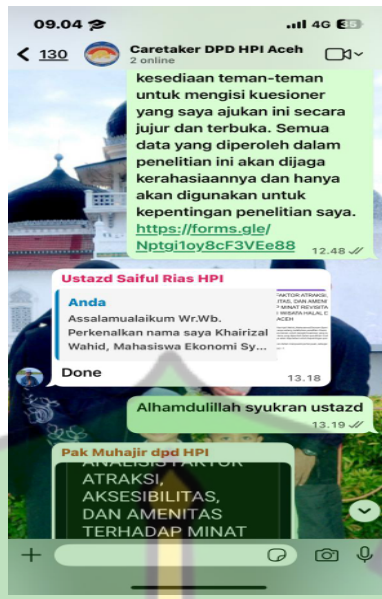 09.04
4G 35
130
Caretaker DPD HPI Aceh
2 online
kesediaan teman-teman
untuk mengisi kuesioner
yang saya ajukan ini secara
jujur dan terbuka. Semua
data yang diperoleh dalam
penelitian ini akan dijaga
kerahasiaannya dan hanya
akan digunakan untuk
kepentingan penelitian saya.
https://forms.gle/
Nptgi1oy8cF3VEe88
12.48
Ustazd Saiful Rias HPI
Anda
Assalamualaikum Wr.Wb.
Perkenalkan nama saya Khairizal
Wahid, Mahasiswa Ekonomi Sy...
Done
13.18
Alhamdulillah syukran ustazd
13.19
Pak Muhajir dpd HPI
ANALISIS FAKTOR
ATRAKSI,
AKSESIBILITAS,
DAN AMENITAS
TERHADAP MINAT